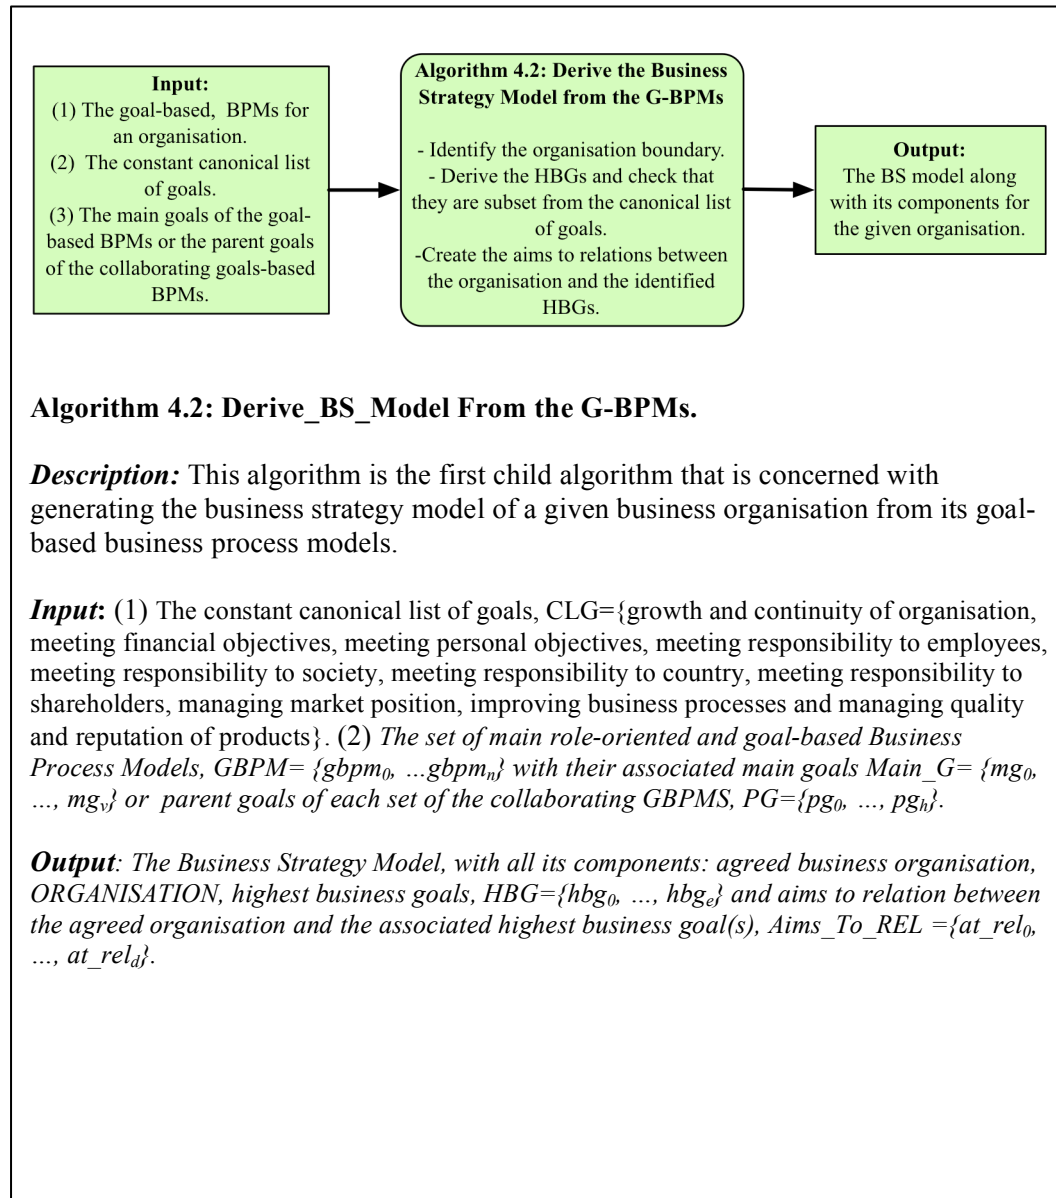 Input:
(1) The goal-based,  BPMs for
an organisation.
(2)  The constant canonical list
of goals.
(3) The main goals of the goal-
based BPMs or the parent goals
of the collaborating goals-based
BPMs.
Algorithm 4.2: Derive the Business
Strategy Model from the G-BPMs
- Identify the organisation boundary.
- Derive the HBGs and check that
they are subset from the canonical list
of goals.
-Create the aims to relations between
the organisation and the identified
HBGs.
Output:
The BS model along
with its components for
the given organisation.
Algorithm 4.2: Derive_BS_Model From the G-BPMs.
Description: This algorithm is the first child algorithm that is concerned with
generating the business strategy model of a given business organisation from its goal-
based business process models.
Input: (1) The constant canonical list of goals, CLG={growth and continuity of organisation,
meeting financial objectives, meeting personal objectives, meeting responsibility to employees,
meeting responsibility to society, meeting responsibility to country, meeting responsibility to
shareholders, managing market position, improving business processes and managing quality
and reputation of products}. (2) The set of main role-oriented and goal-based Business
Process Models, GBPM= {gbpm0, ...gbpmn} with their associated main goals Main_G= {mg0,
..., mgv} or  parent goals of each set of the collaborating GBPMS, PG={pg0, ..., pgh}.
Output: The Business Strategy Model, with all its components: agreed business organisation,
ORGANISATION, highest business goals, HBG={hbg0, ..., hbge} and aims to relation between
the agreed organisation and the associated highest business goal(s), Aims_To_REL ={at_rel0,
..., at_reld}.